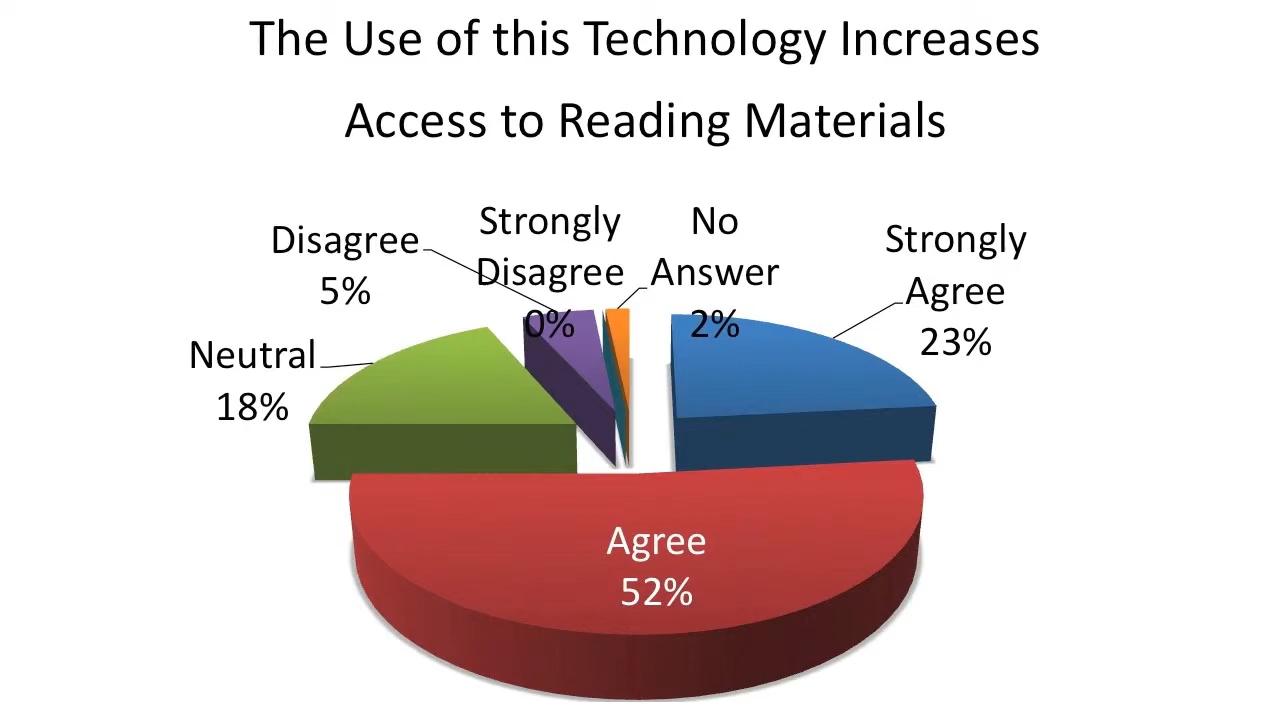 The Use of this Technology Increases
Access to Reading Materials
Disagree
5%
Strongly
Disagree
0%
No
Answer
2%
Strongly
Agree
23%
Neutral
18%
Agree
52%